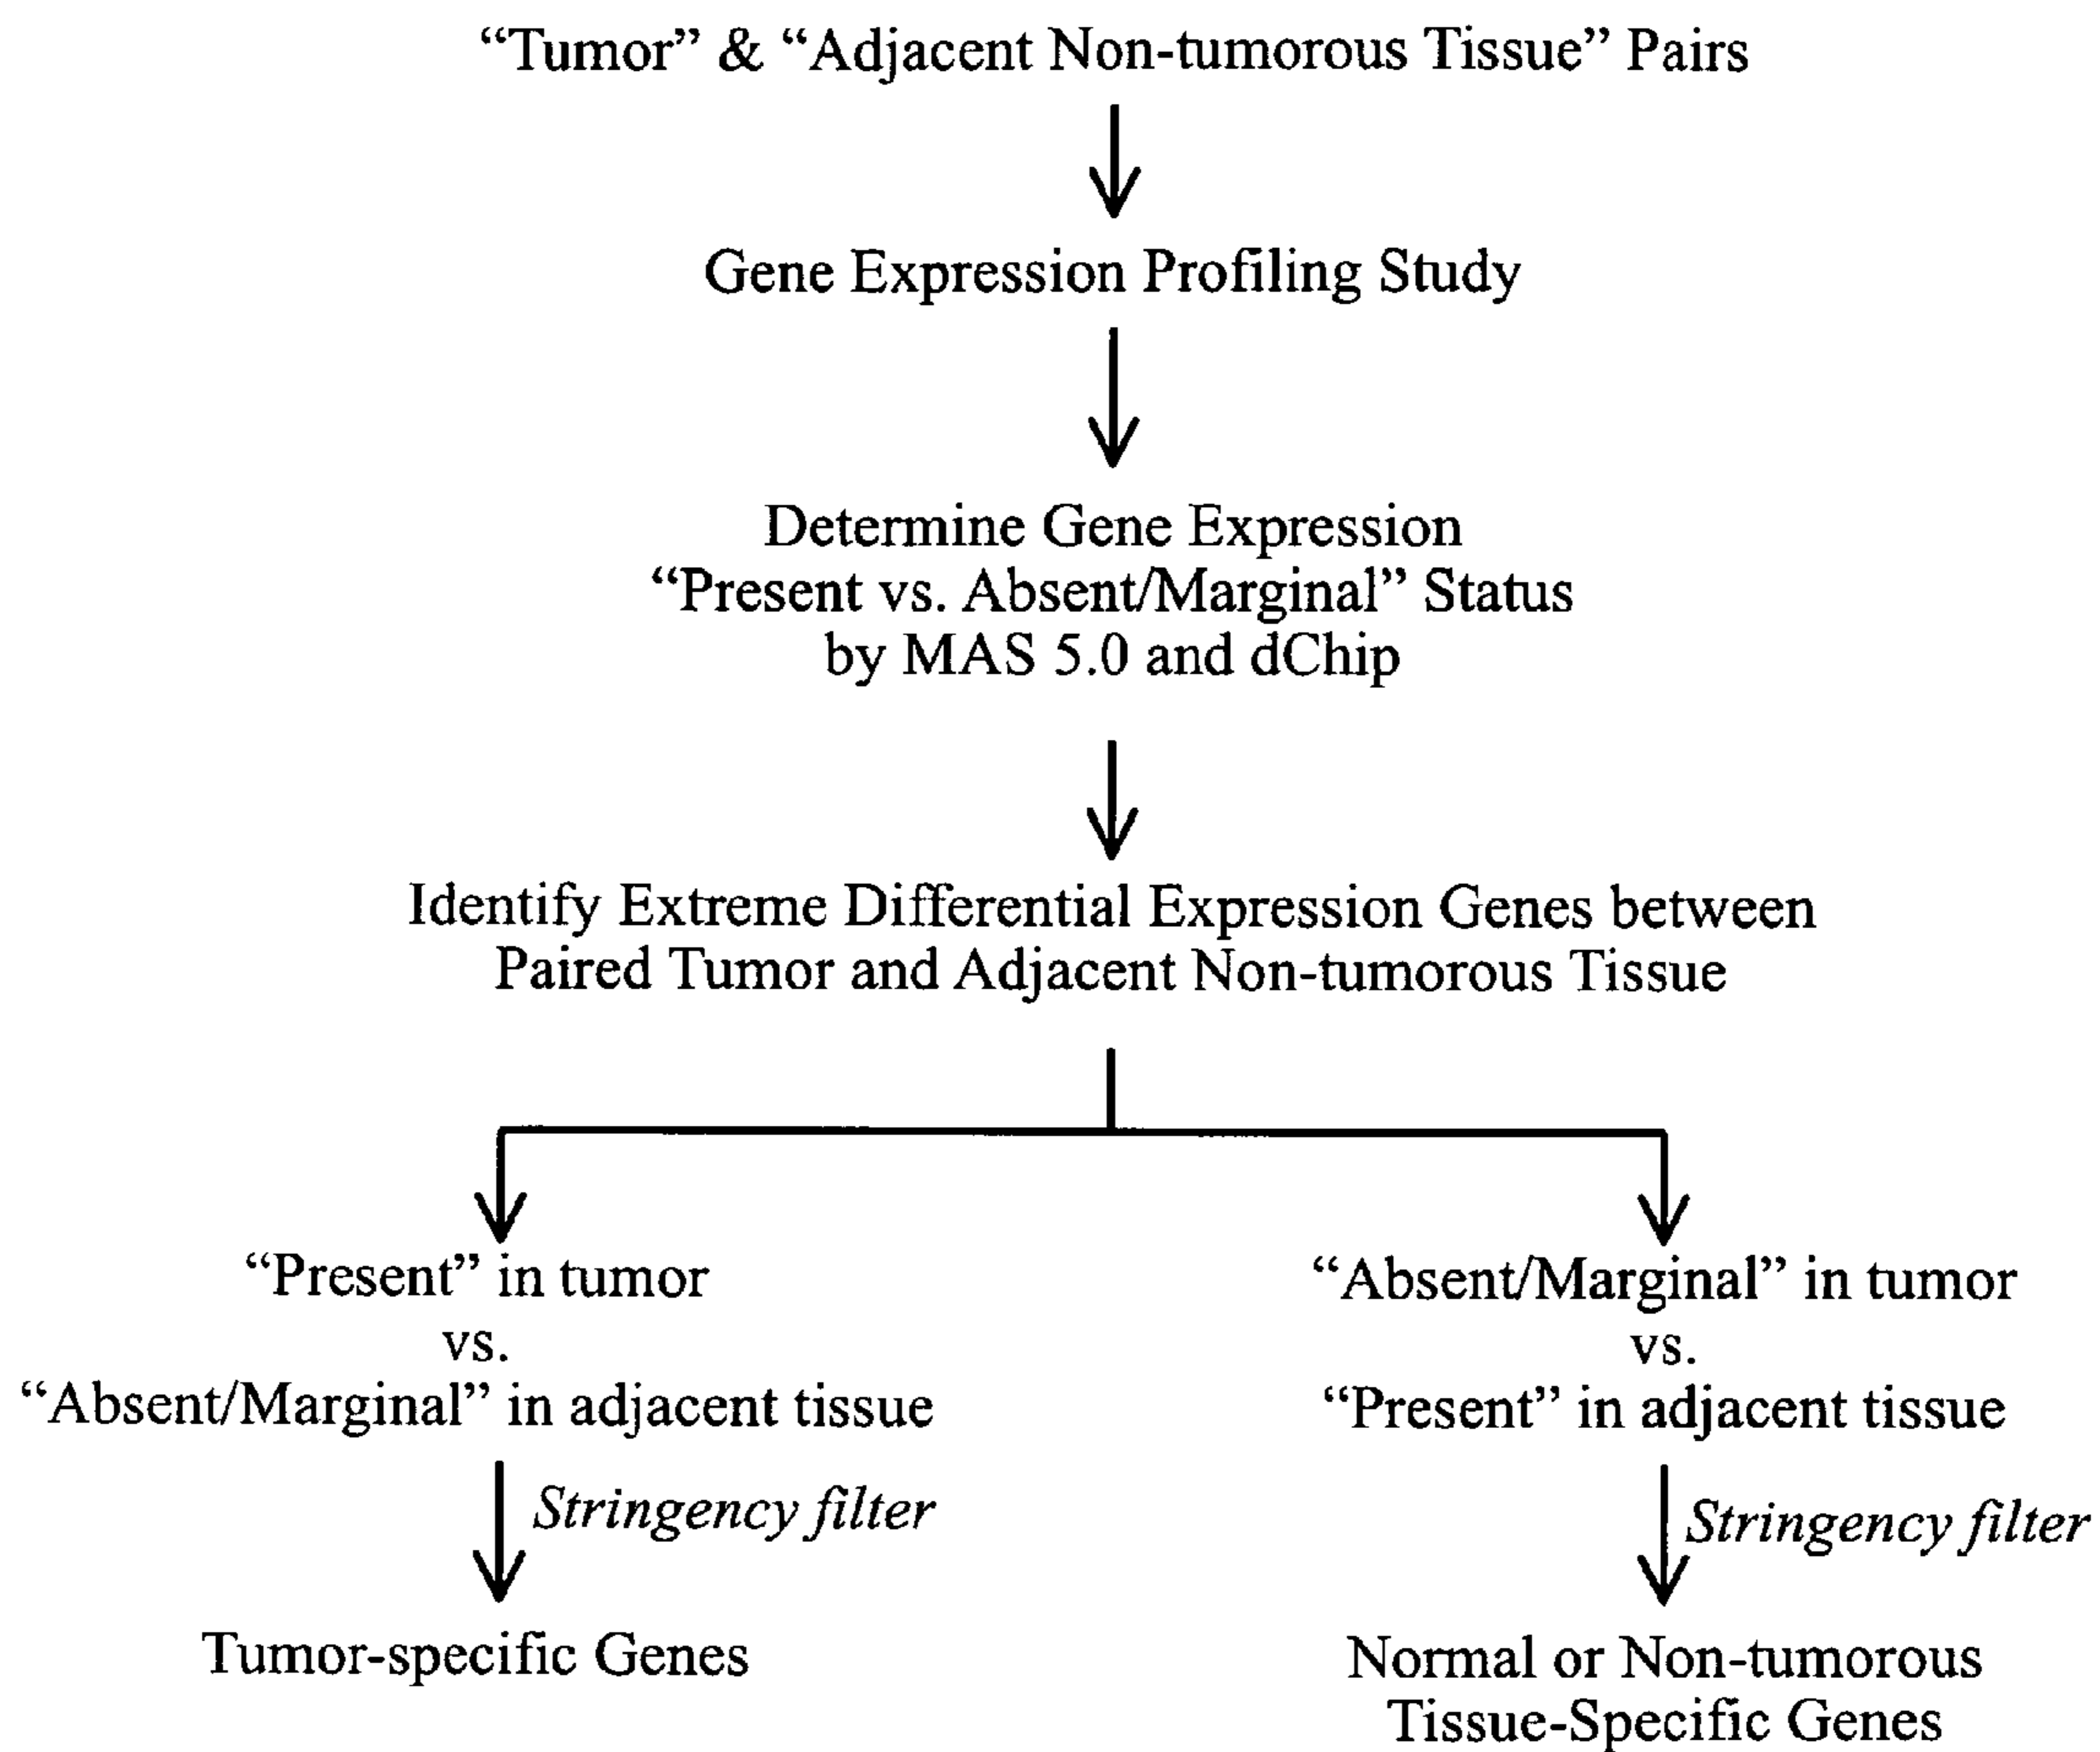 “Tumor” & “Adjacent Non-tumorous Tissue” Pairs
Gene Expression Profiling Study
Determine Gene Expression
“Present vs. Absent/Marginal” Status
by MAS 5.0 and dChip
Identify Extreme Differential Expression Genes between
Paired Tumor and Adjacent Non-tumorous Tissue
“Present” in tumor
vs.
“Absent/Marginal” in adjacent tissue
Stringency filter
Tumor-specific Genes
“Absent/Marginal” in tumor
vs.
“Present” in adjacent tissue
Stringency filter
Normal or Non-tumorous
Tissue-Specific Genes